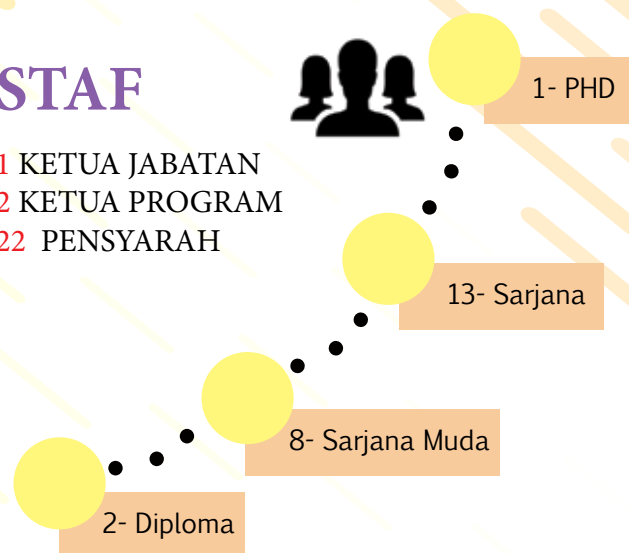 STAF
1 KETUA JABATAN
2 KETUA PROGRAM
22 PENSYARAH
1- PHD
13- Sarjana
8- Sarjana Muda
2- Diploma